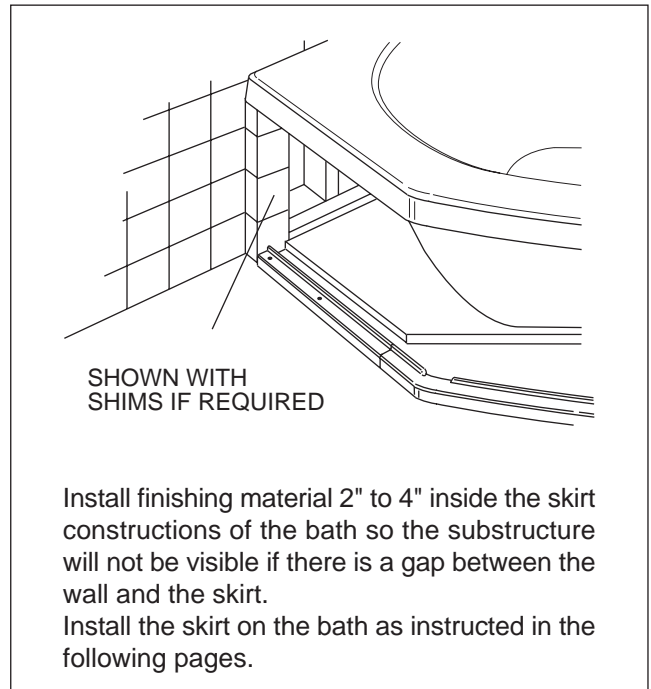 SHOWN WITH
SHIMS IF REQUIRED
Install finishing material 2" to 4" inside the skirt
constructions of the bath so the substructure
will not be visible if there is a gap between the
wall and the skirt.
Install the skirt on the bath as instructed in the
following pages.